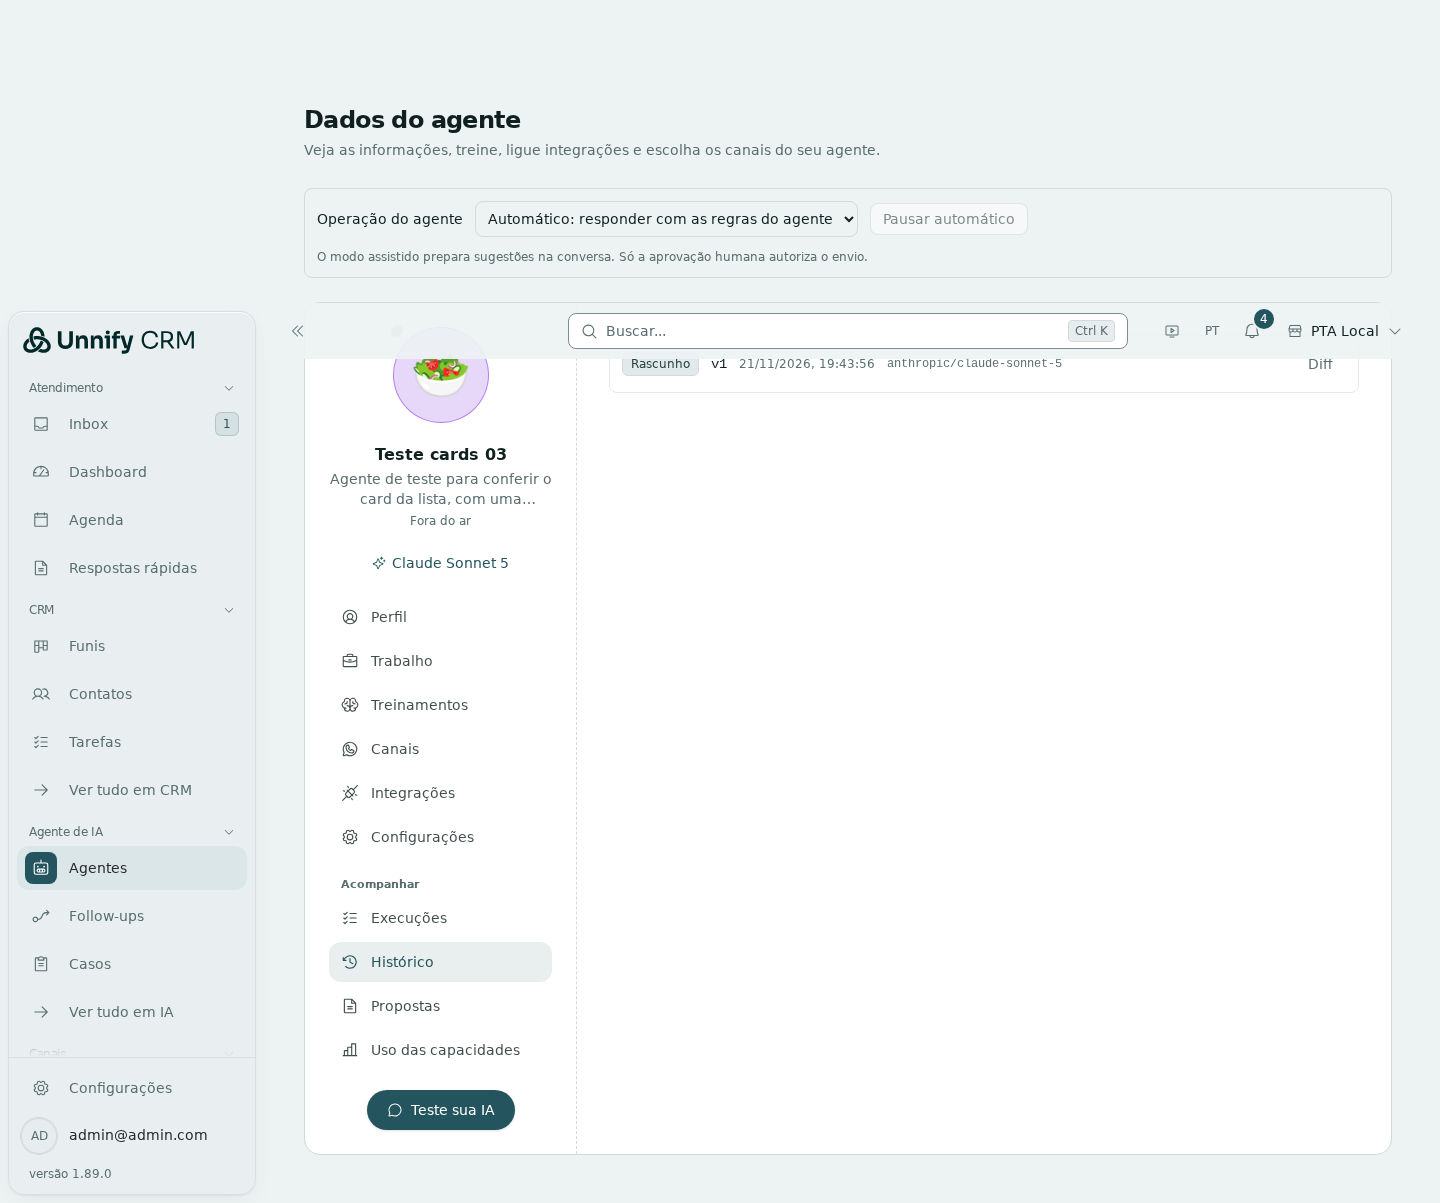 Dados do agente
Veja as informações, treine, ligue integrações e escolha os canais do seu agente.
Operação do agente
Automático: responder com as regras do agente
Pausar automático
O modo assistido prepara sugestões na conversa. Só a aprovação humana autoriza o envio.
Unnify CRM
Buscar...
Ctrl K
PT
4
PTA Local
Atendimento
Inbox
1
Dashboard
Agenda
Respostas rápidas
CRM
Funis
Contatos
Tarefas
Ver tudo em CRM
Agente de IA
Agentes
Follow-ups
Casos
Ver tudo em IA
Canais
Configurações
AD
admin@admin.com
versão 1.89.0
Teste cards 03
Agente de teste para conferir o
card da lista, com uma…
Fora do ar
Claude Sonnet 5
Perfil
Trabalho
Treinamentos
Canais
Integrações
Configurações
Acompanhar
Execuções
Histórico
Propostas
Uso das capacidades
Teste sua IA
Rascunho
v1
21/11/2026, 19:43:56
anthropic/claude-sonnet-5
Diff